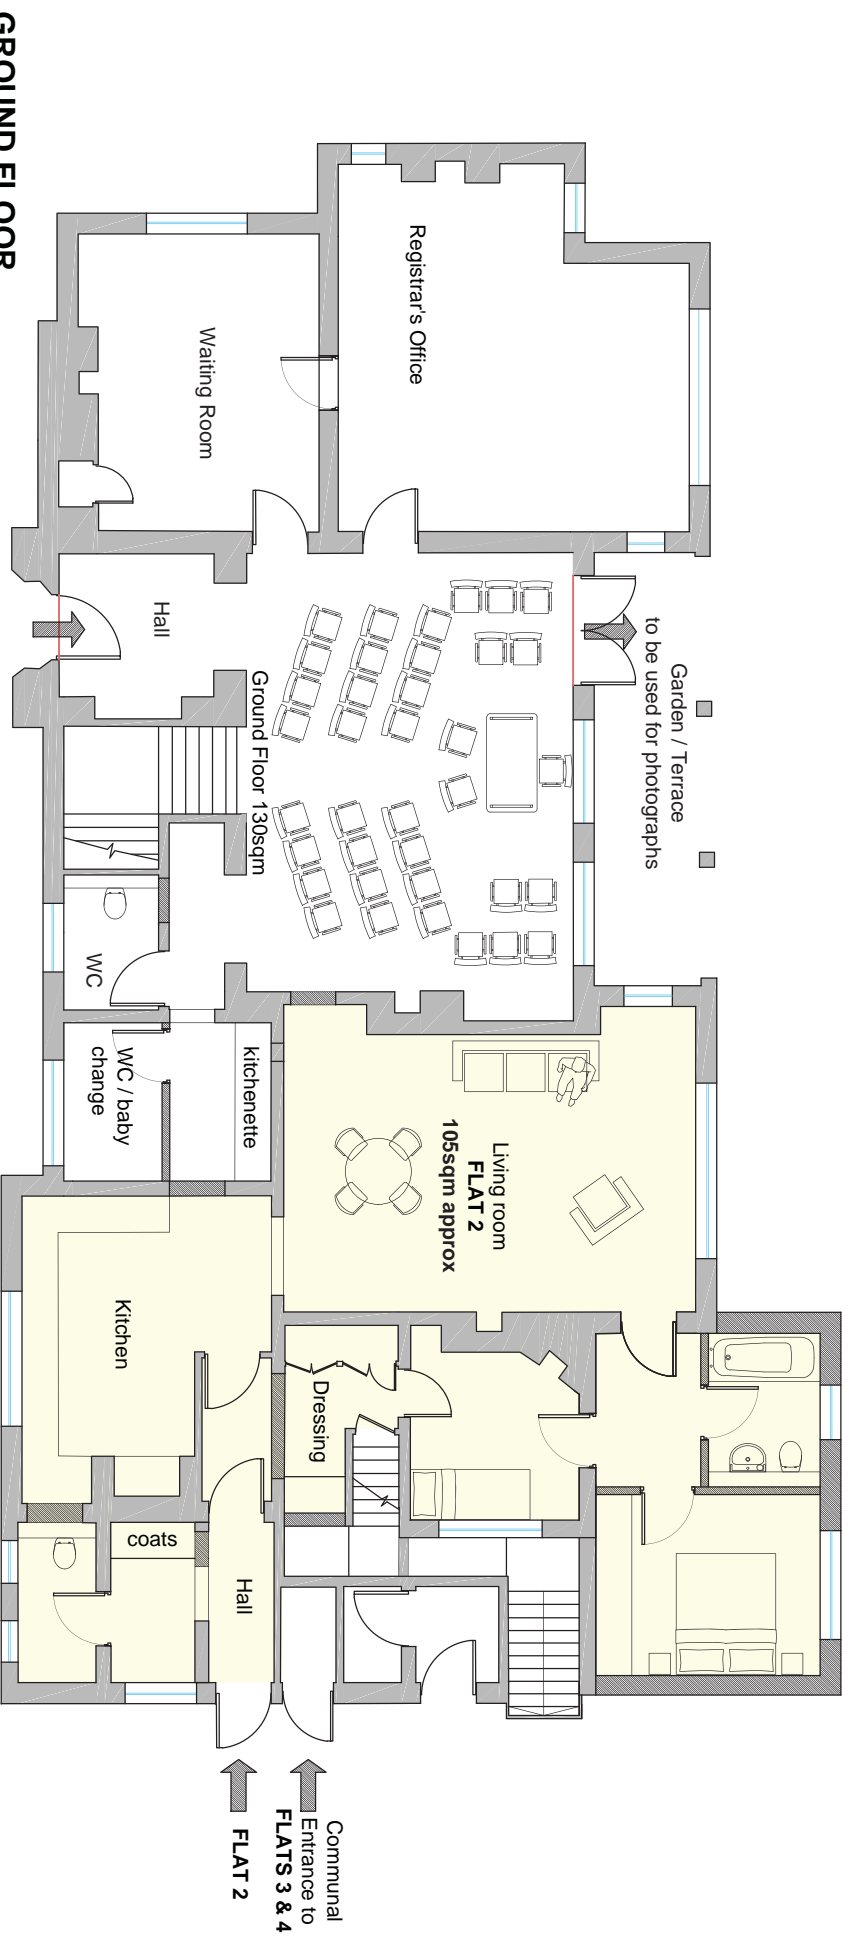 GROUND FLOOR
Registrar's Office
Waiting Room
Hall
Garden / Terrace
to be used for photographs
Ground Floor 130sqm
WC
WC / baby
change
kitchenette
Living room
FLAT 2
105sqm approx
Kitchen
Dressing
coats
Hall
Communal
Entrance to
FLATS 3 & 4
FLAT 2